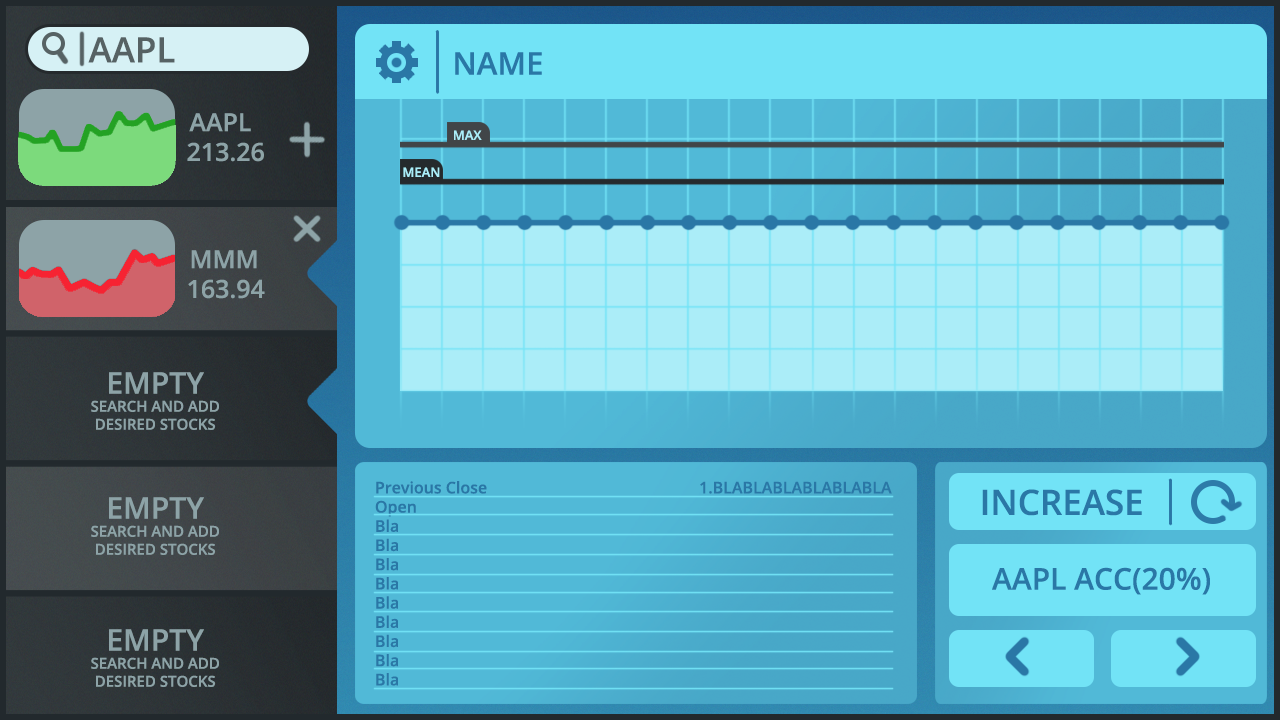 AAPL
AAPL
213.26
MMM
163.94
EMPTY
SEARCH AND ADD
DESIRED STOCKS
EMPTY
SEARCH AND ADD
DESIRED STOCKS
EMPTY
SEARCH AND ADD
DESIRED STOCKS
NAME
MAX
MEAN
Previous Close 1.BLABLABLABLABLABLA
Open
Bla
Bla
Bla
Bla
Bla
Bla
Bla
Bla
Bla
INCREASE
AAPL ACC(20%)